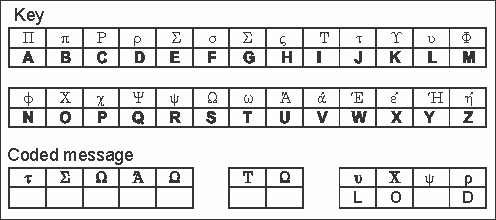 Key
Π π Ρ ρ Σ σ Σ ς Τ τ Υ υ Φ
A B C D E F G H I J K L M
φ Χ χ Ψ ψ Ω ω Ά ά Έ έ Ή ή
N O P Q R S T U V W X Y Z
Coded message
τ Σ Ω Ά Ω Τ Ω υ Χ ψ ρ
L O D